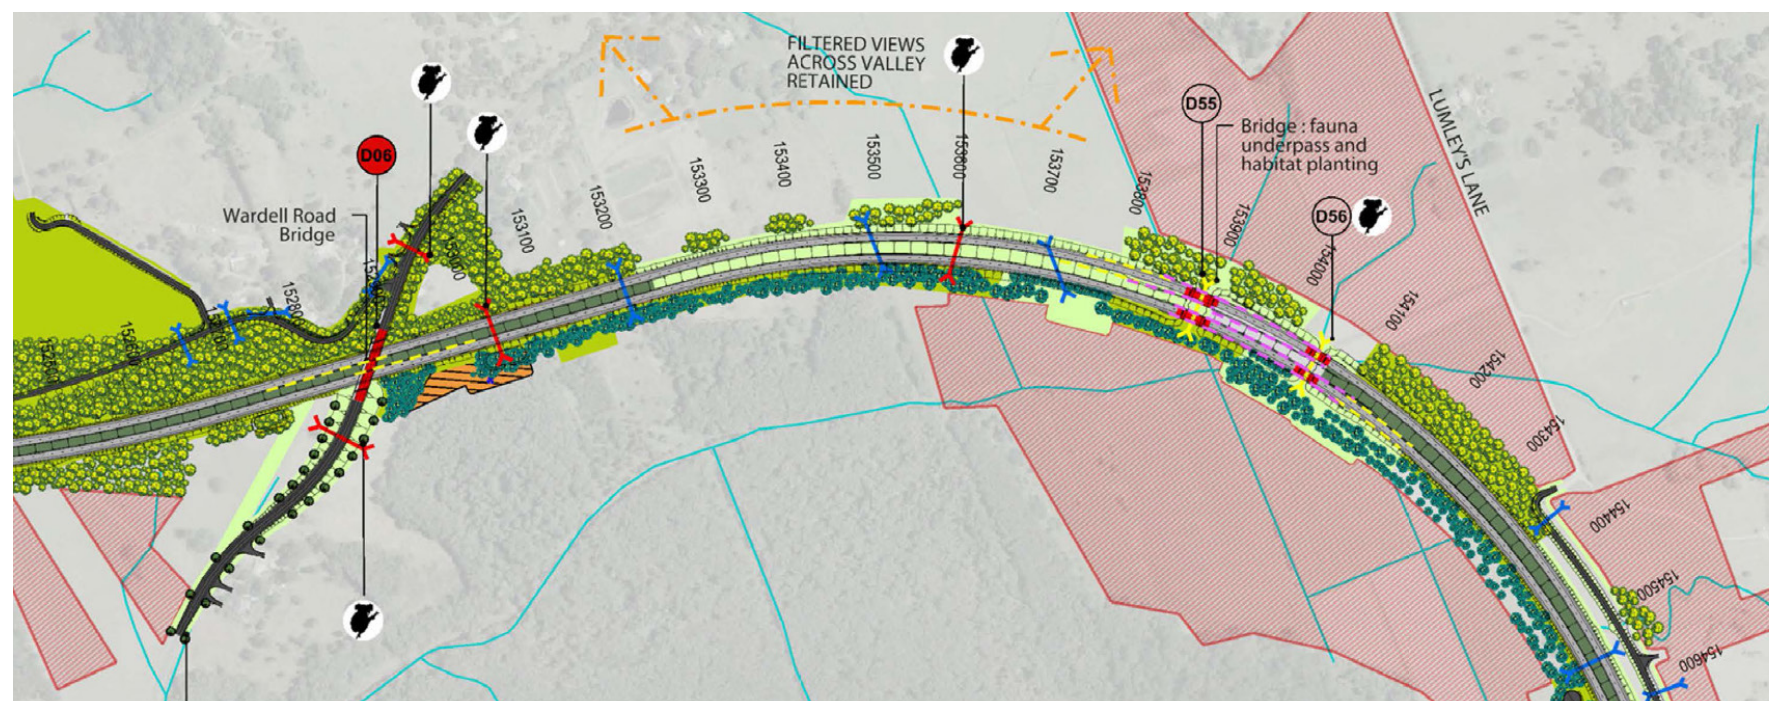 FILTERED VIEWS
ACROSS VALLEY
RETAINED
D55
Bridge : fauna
underpass and
habitat planting
LUMLEY'S LANE
D06
D56
Wardell Road
Bridge
153000
153100
153200
153300
153400
153500
153600
153700
153800
153900
154000
154100
154200
154300
154400
154500
154600